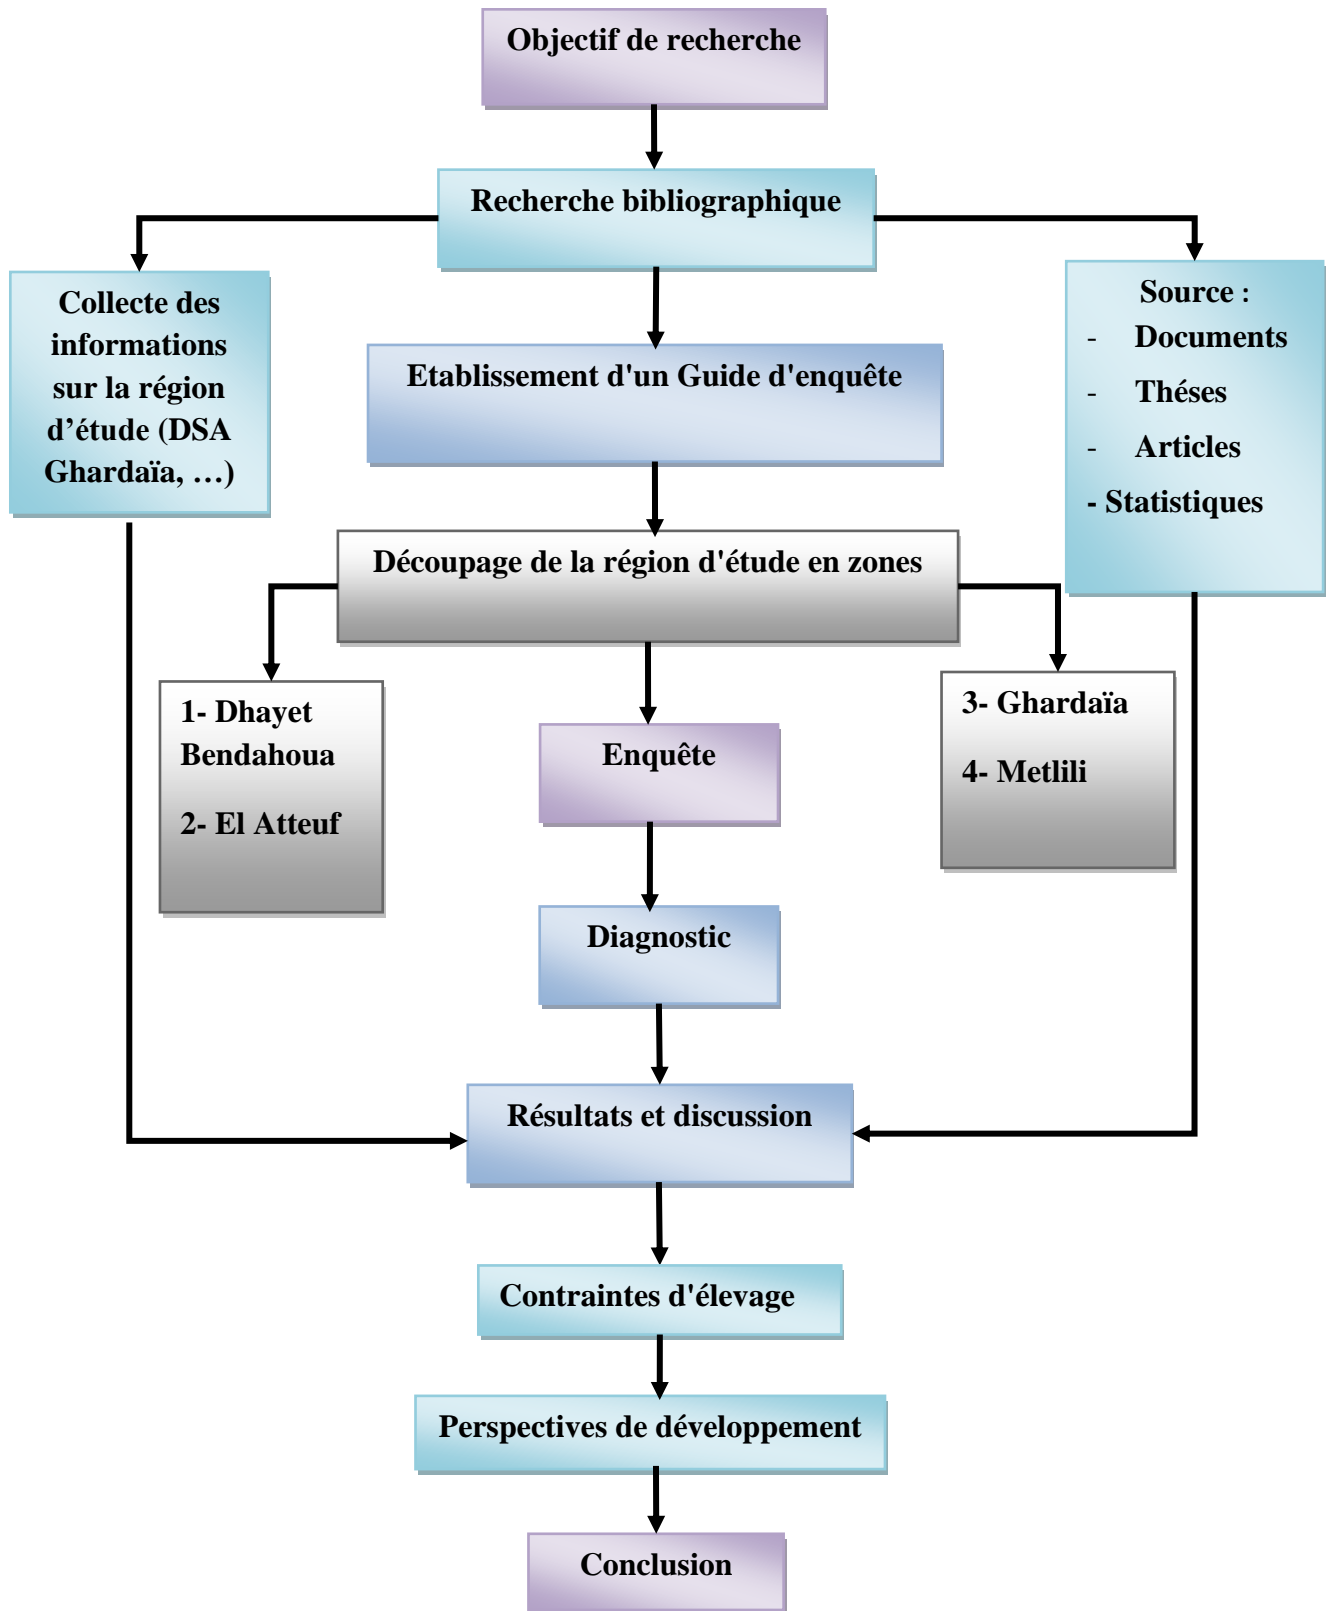 Objectif de recherche
Recherche bibliographique
Collecte des
informations
sur la région
d’étude (DSA
Ghardaïa, …)
Source :
- Documents
- Théses
- Articles
- Statistiques
Etablissement d'un Guide d'enquête
Découpage de la région d'étude en zones
1- Dhayet
Bendahoua
2- El Atteuf
3- Ghardaïa
4- Metlili
Enquête
Diagnostic
Résultats et discussion
Contraintes d'élevage
Perspectives de développement
Conclusion